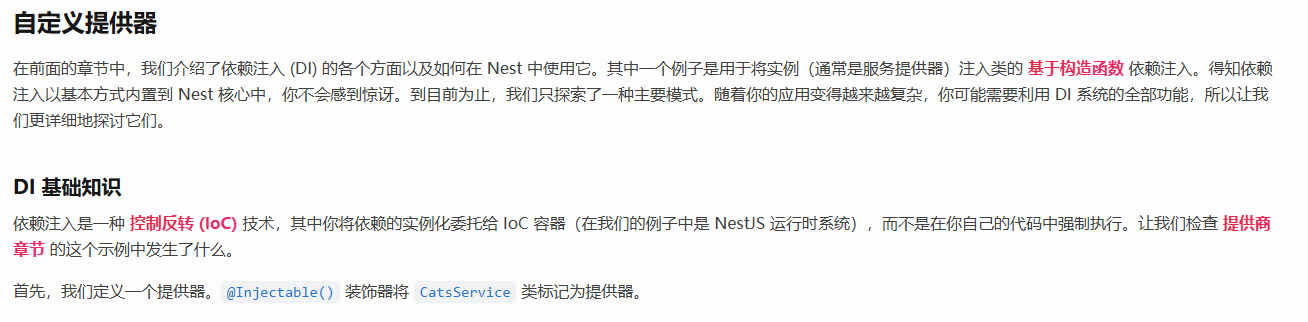 自定义提供器
在前面的章节中，我们介绍了依赖注入 (DI) 的各个方面以及如何在 Nest 中使用它。其中一个例子是用于将实例（通常是服务提供器）注入类的 基于构造函数 依赖注入。得知依赖
注入以基本方式内置到 Nest 核心中，你不会感到惊讶。到目前为止，我们只探索了一种主要模式。随着你的应用变得越来越复杂，你可能需要利用 DI 系统的全部功能，所以让我
们更详细地探讨它们。
DI 基础知识
依赖注入是一种 控制反转 (IoC) 技术，其中你将依赖的实例化委托给 IoC 容器（在我们的例子中是 NestJS 运行时系统），而不是在你自己的代码中强制执行。让我们检查 提供商
章节 的这个示例中发生了什么。
首先，我们定义一个提供器。@Injectable() 装饰器将 CatsService 类标记为提供器。